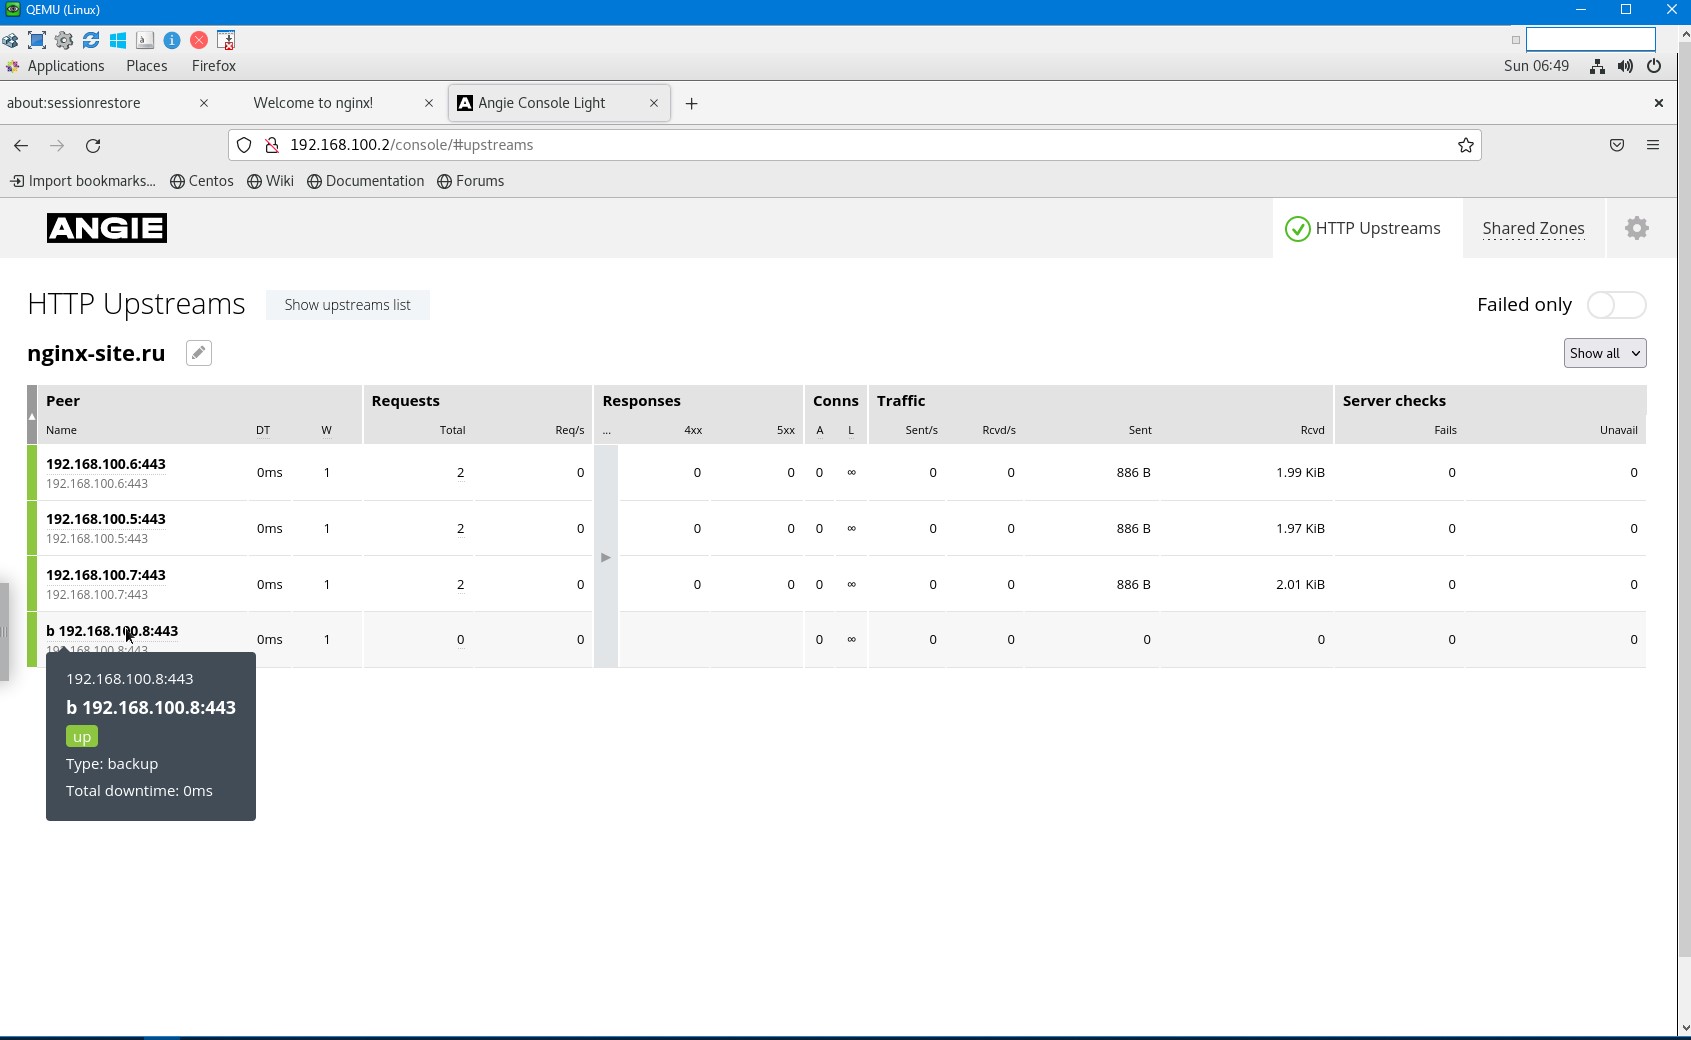 QEMU (Linux)
Applications Places Firefox Sun 06:49
about:sessionrestore Welcome to nginx! Angie Console Light
192.168.100.2/console/#upstreams
Import bookmarks... Centos Wiki Documentation Forums
ANGIE HTTP Upstreams Shared Zones
HTTP Upstreams Show upstreams list Failed only
nginx-site.ru Show all
Peer Requests Responses Conns Traffic Server checks
Name DT W Total Req/s ... 4xx 5xx A L Sent/s Rcvd/s Sent Rcvd Fails Unavail
192.168.100.6:443
192.168.100.6:443 0ms 1 2 0 0 0 0 ∞ 0 0 886 B 1.99 KiB 0 0
192.168.100.5:443
192.168.100.5:443 0ms 1 2 0 0 0 0 ∞ 0 0 886 B 1.97 KiB 0 0
192.168.100.7:443
192.168.100.7:443 0ms 1 2 0 0 0 0 ∞ 0 0 886 B 2.01 KiB 0 0
b 192.168.100.8:443
192.168.100.8:443 0ms 1 0 0 0 ∞ 0 0 0 0 0 0
192.168.100.8:443
b 192.168.100.8:443
up
Type: backup
Total downtime: 0ms